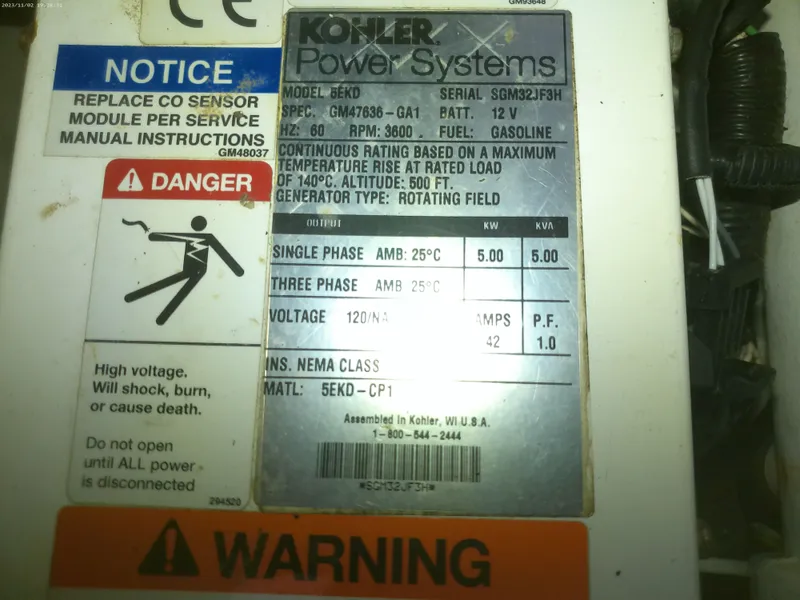 CE
GM93648
NOTICE
REPLACE CO SENSOR
MODULE PER SERVICE
MANUAL INSTRUCTIONS
GM48037
DANGER
High voltage.
Will shock, burn,
or cause death.
Do not open
until ALL power
is disconnected
294520
KOHLER
Power Systems
MODEL 5EKD SERIAL SGM32JF3H
SPEC. GM47636-GA1 BATT. 12 V
HZ: 60 RPM: 3600 FUEL: GASOLINE
CONTINUOUS RATING BASED ON A MAXIMUM
TEMPERATURE RISE AT RATED LOAD
OF 140°C. ALTITUDE: 500 FT.
GENERATOR TYPE: ROTATING FIELD
OUTPUT KW KVA
SINGLE PHASE AMB: 25°C 5.00 5.00
THREE PHASE AMB 25°C
VOLTAGE 120/NA AMPS P.F.
42 1.0
INS. NEMA CLASS
MATL: 5EKD-CP1
Assembled In Kohler, WI U.S.A.
1-800-544-2444
*SGM32JF3H*
WARNING